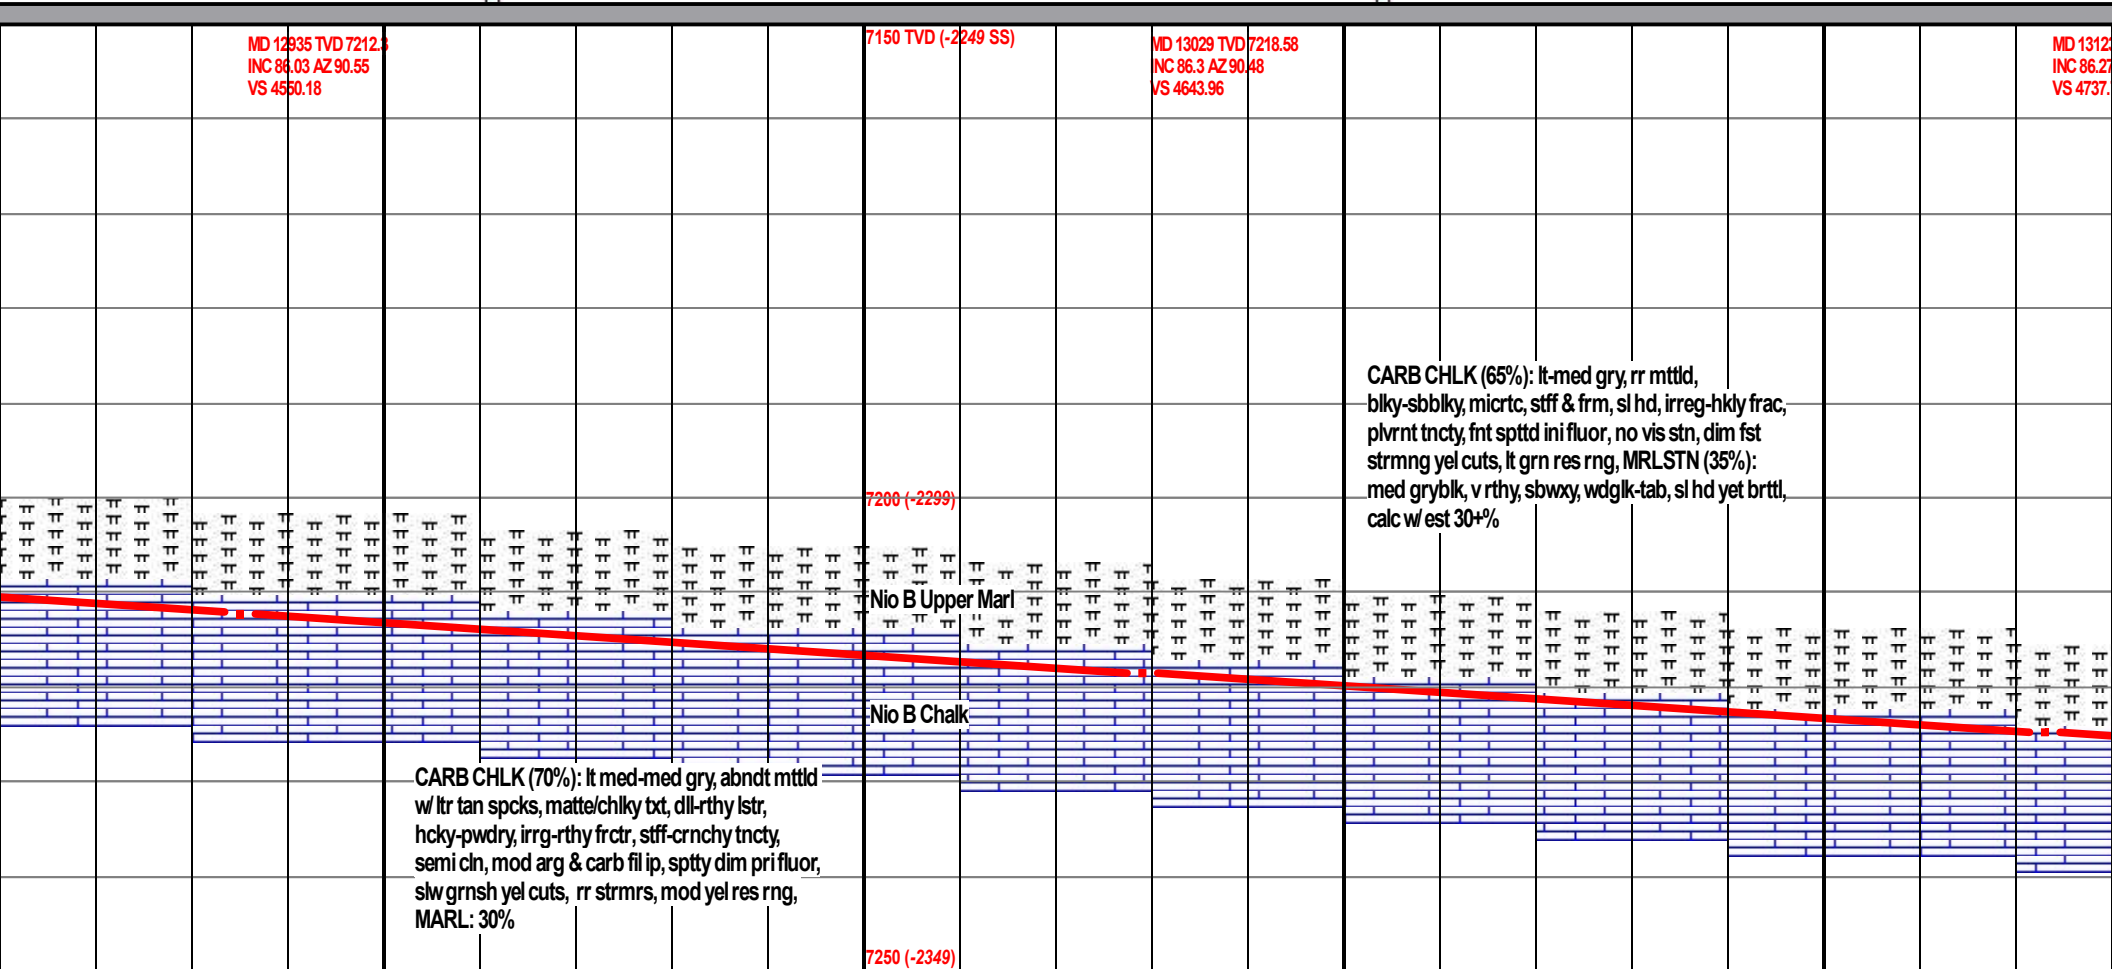 MD 12935 TVD 7212.3
INC 86.03 AZ 90.55
VS 4550.18
7150 TVD (-2249 SS)
MD 13029 TVD 7218.58
INC 86.3 AZ 90.48
VS 4643.96
MD 13123
INC 86.27
VS 4737.
CARB CHLK (65%): lt-med gry, rr mttld,
blky-sbblky, micrtc, stff & frm, sl hd, irreg-hkly frac,
plvrnt tncty, fnt spttd ini fluor, no vis stn, dim fst
strmng yel cuts, lt grn res rng, MRLSTN (35%):
med gryblk, v rthy, sbwxy, wdglk-tab, sl hd yet brttl,
calc w/ est 30+%
7200 (-2299)
Nio B Upper Marl
Nio B Chalk
CARB CHLK (70%): lt med-med gry, abndt mttld
w/ ltr tan spcks, matte/chlky txt, dll-rthy lstr,
hcky-pwdry, irrg-rthy frctr, stff-crnchy tncty,
semi cln, mod arg & carb fil ip, sptty dim pri fluor,
slw grnsh yel cuts, rr strmrs, mod yel res rng,
MARL: 30%
7250 (-2349)